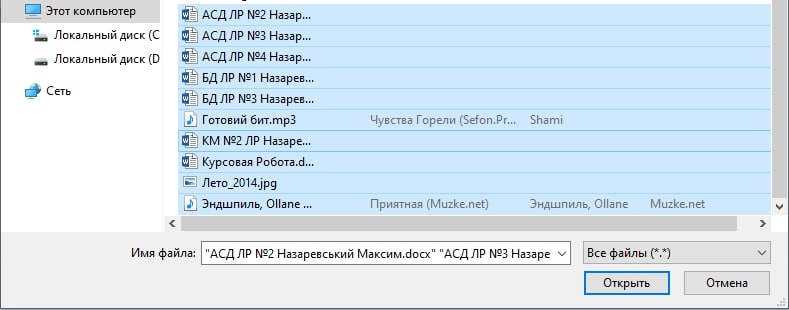 Этот компьютер
Локальный диск (C
Локальный диск (D
Сеть
АСД ЛР №2 Назар...
АСД ЛР №3 Назар...
АСД ЛР №4 Назар...
БД ЛР №1 Назарев...
БД ЛР №3 Назарев...
Готовий бит.mp3 Чувства Горели (Sefon.Pr... Shami
КМ №2 ЛР Назаре...
Курсовая Робота.d...
Лето_2014.jpg
Эндшпиль, Ollane ... Приятная (Muzke.net) Эндшпиль, Ollane Muzke.net
Имя файла: "АСД ЛР №2 Назаревський Максим.docx" "АСД ЛР №3 Назаре Все файлы (*.*)
Открыть Отмена